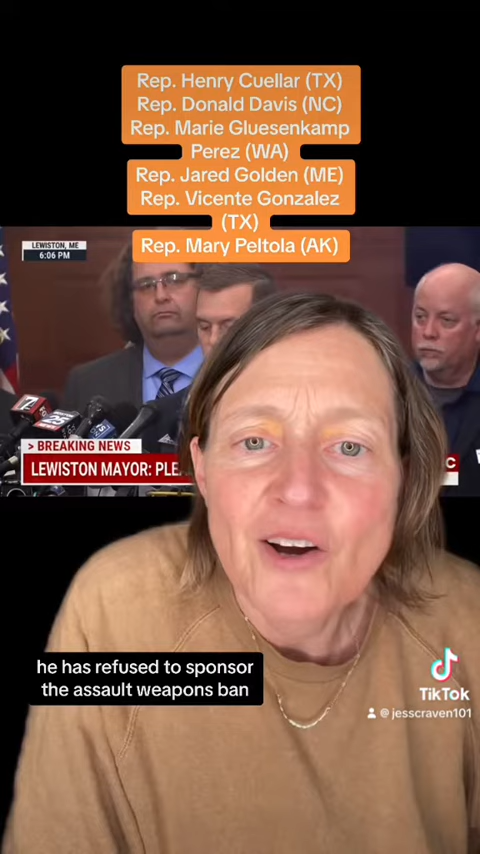 Rep. Henry Cuellar (TX)
Rep. Donald Davis (NC)
Rep. Marie Gluesenkamp
Perez (WA)
Rep. Jared Golden (ME)
Rep. Vicente Gonzalez
(TX)
Rep. Mary Peltola (AK)
LEWISTON, ME
6:06 PM
> BREAKING NEWS
LEWISTON MAYOR: PLE
C
he has refused to sponsor
the assault weapons ban
TikTok
@jesscraven101